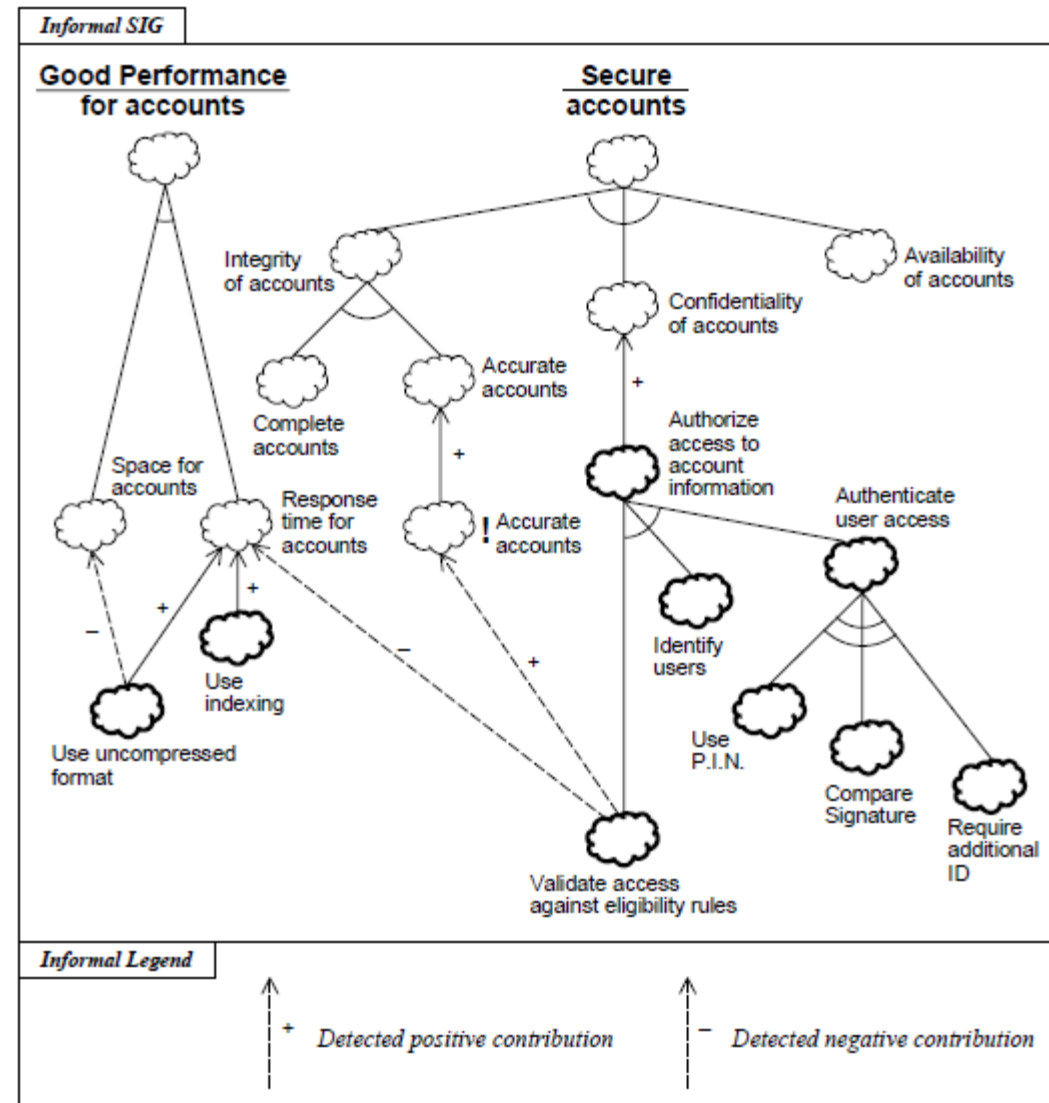 Informal SIG
Good Performance
for accounts
Secure
accounts
Integrity
of accounts
Availability
of accounts
Confidentiality
of accounts
Accurate
accounts
+
Complete
accounts
Authorize
access to
account
information
+
Space for
accounts
Response
time for
accounts
! Accurate
accounts
Authenticate
user access
+
+
–
–
+
Identify
users
Use
indexing
Use uncompressed
format
Use
P.I.N.
Compare
Signature
Require
additional
ID
Validate access
against eligibility rules
Informal Legend
+ Detected positive contribution
– Detected negative contribution